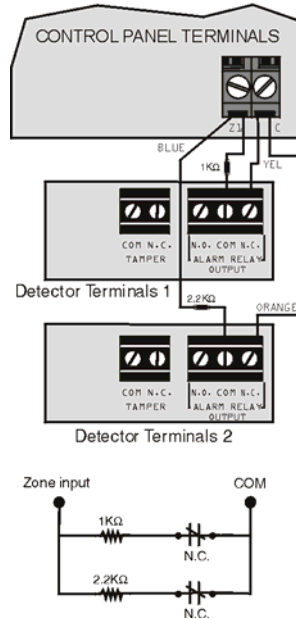 CONTROL PANEL TERMINALS
Z1 C
BLUE
1KΩ
YEL
COM N.C.
TAMPER
N.O. COM N.C.
ALARM RELAY
OUTPUT
Detector Terminals 1
2.2KΩ
ORANGE
COM N.C.
TAMPER
N.O. COM N.C.
ALARM RELAY
OUTPUT
Detector Terminals 2
Zone input COM
1KΩ
N.C.
2.2KΩ
N.C.